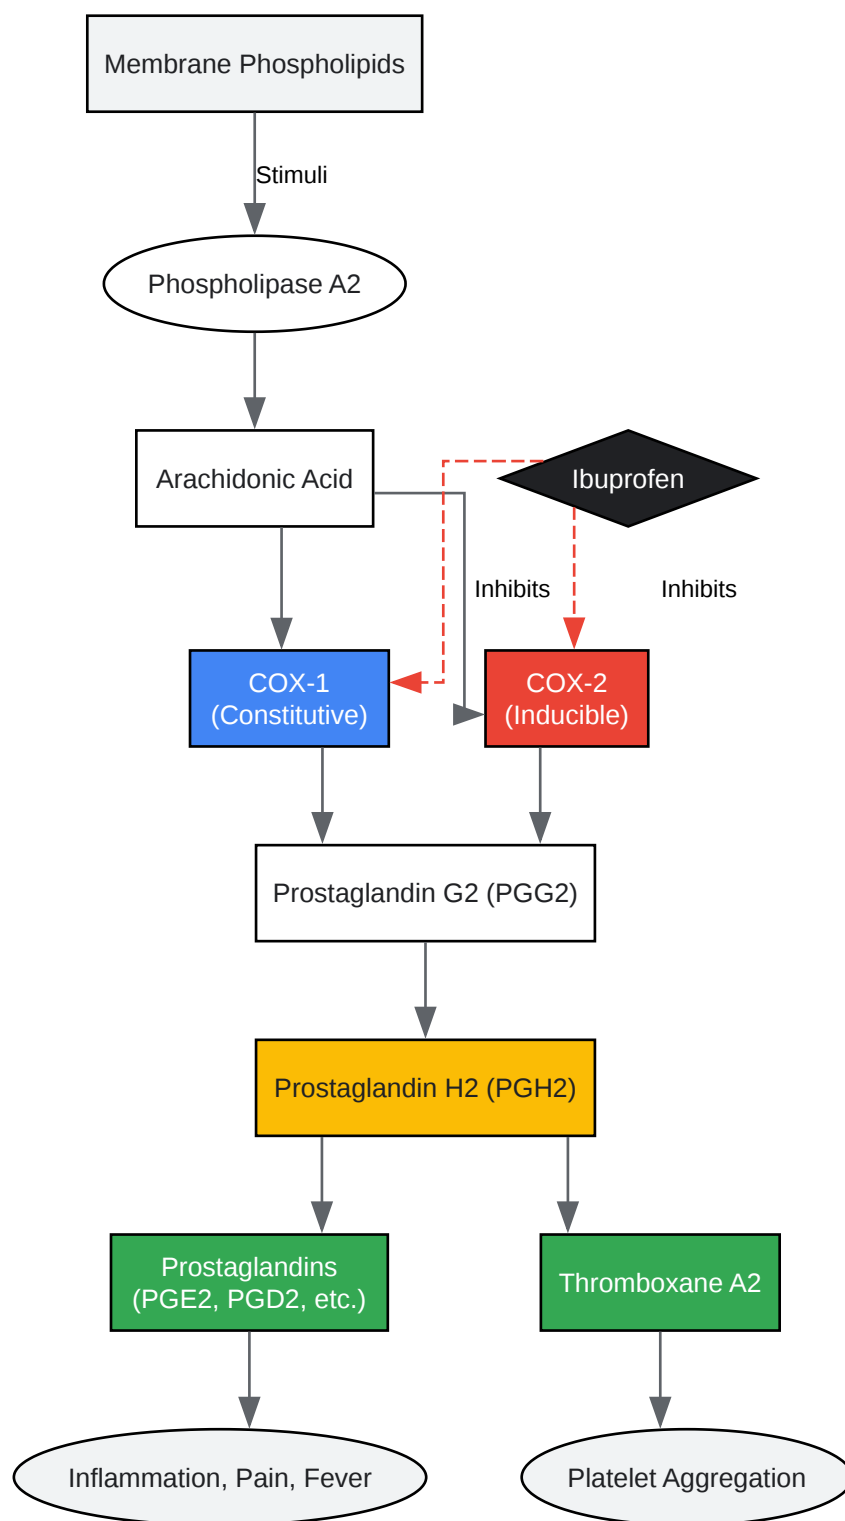 Membrane Phospholipids
Stimuli
Phospholipase A2
Arachidonic Acid
Ibuprofen
Inhibits
Inhibits
COX-1
(Constitutive)
COX-2
(Inducible)
Prostaglandin G2 (PGG2)
Prostaglandin H2 (PGH2)
Prostaglandins
(PGE2, PGD2, etc.)
Thromboxane A2
Inflammation, Pain, Fever
Platelet Aggregation